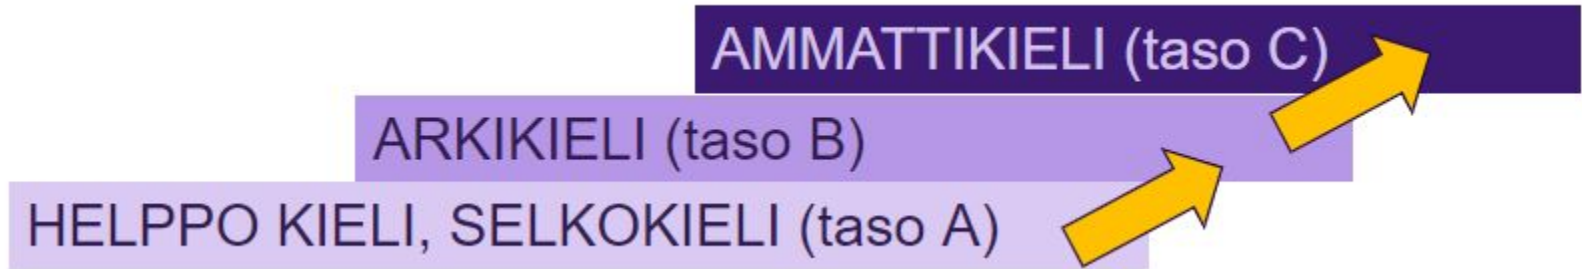 AMMATTIKIELI (taso C)
ARKIKIELI (taso B)
HELPPO KIELI, SELKOKIELI (taso A)